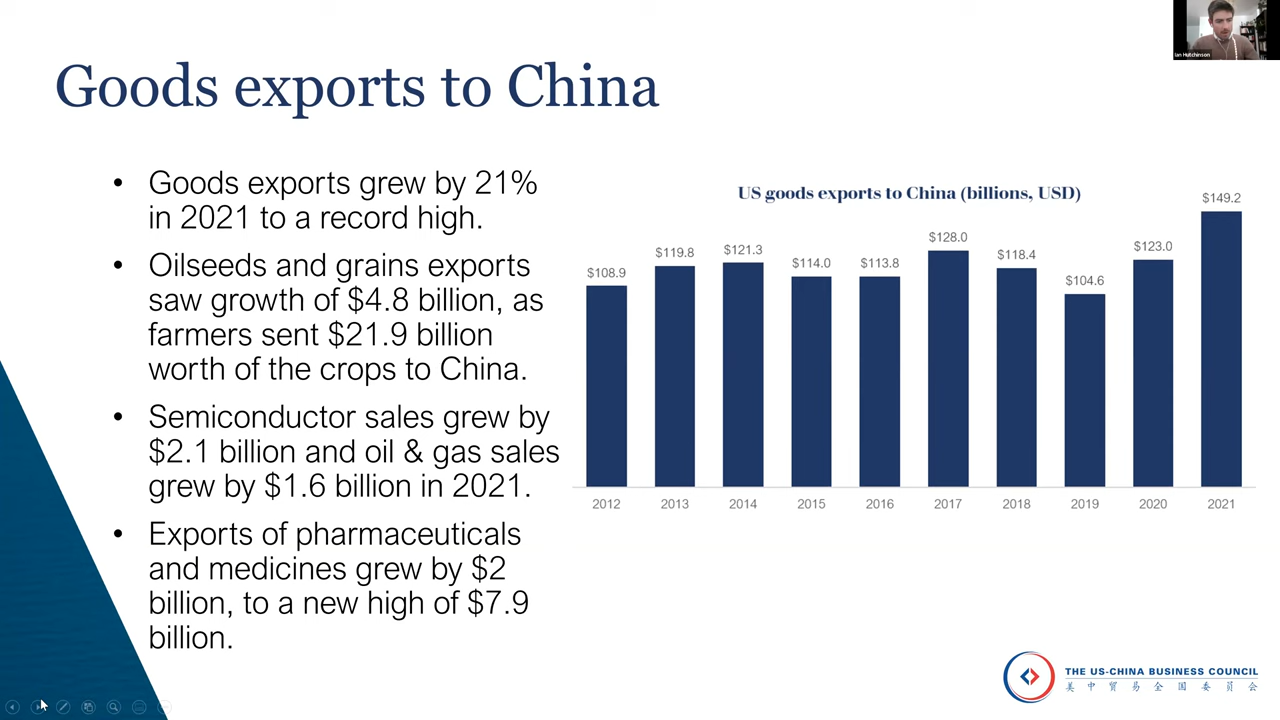 Ian Hutchinson
Goods exports to China
• Goods exports grew by 21%
in 2021 to a record high.
• Oilseeds and grains exports
saw growth of $4.8 billion, as
farmers sent $21.9 billion
worth of the crops to China.
• Semiconductor sales grew by
$2.1 billion and oil & gas sales
grew by $1.6 billion in 2021.
• Exports of pharmaceuticals
and medicines grew by $2
billion, to a new high of $7.9
billion.
US goods exports to China (billions, USD)
$108.9 $119.8 $121.3 $114.0 $113.8 $128.0 $118.4 $104.6 $123.0 $149.2
2012 2013 2014 2015 2016 2017 2018 2019 2020 2021
THE US-CHINA BUSINESS COUNCIL
美中贸易全国委员会